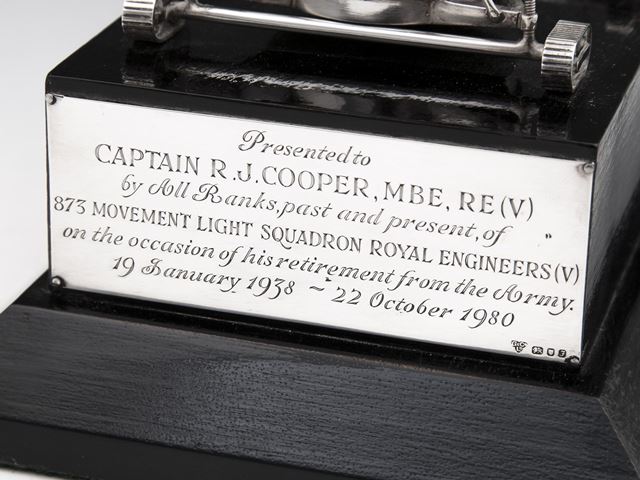 Presented to
CAPTAIN R.J. COOPER, MBE, RE (V)
by All Ranks, past and present, of
873 MOVEMENT LIGHT SQUADRON ROYAL ENGINEERS (V)
on the occasion of his retirement from the Army.
19 January 1938 ~ 22 October 1980